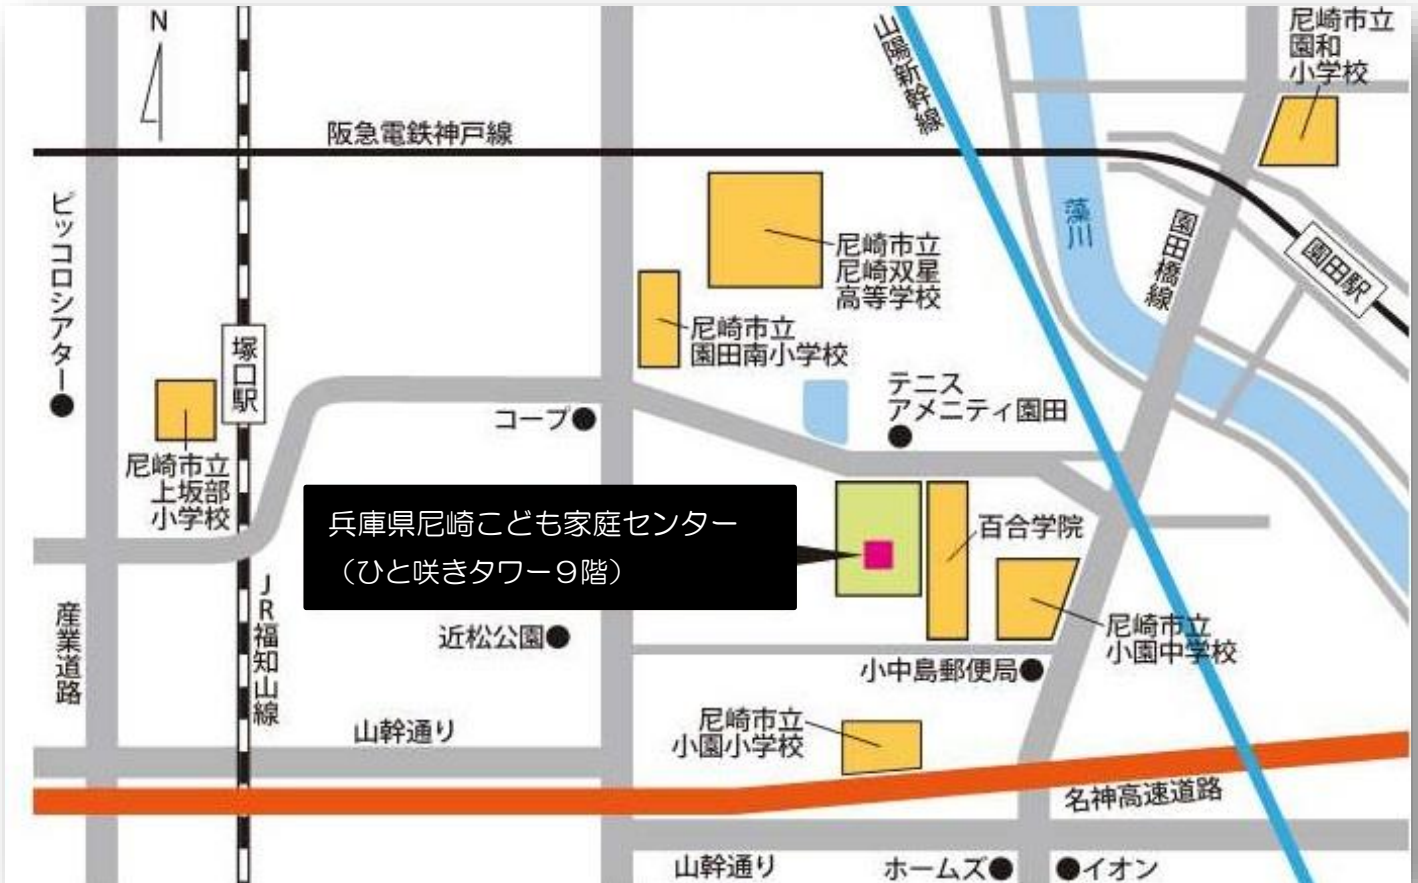 N
山陽新幹線
尼崎市立
園和
小学校
阪急電鉄神戸線
ピッコロシアター
藻川
園田橋線
園田駅
尼崎市立
尼崎双星
高等学校
尼崎市立
園田南小学校
塚口駅
テニス
アメニティ園田
コープ
尼崎市立
上坂部
小学校
兵庫県尼崎こども家庭センター
（ひと咲きタワー９階）
百合学院
産業道路
JR福知山線
近松公園
尼崎市立
小園中学校
小中島郵便局
山幹通り
尼崎市立
小園小学校
名神高速道路
山幹通り
ホームズ
イオン